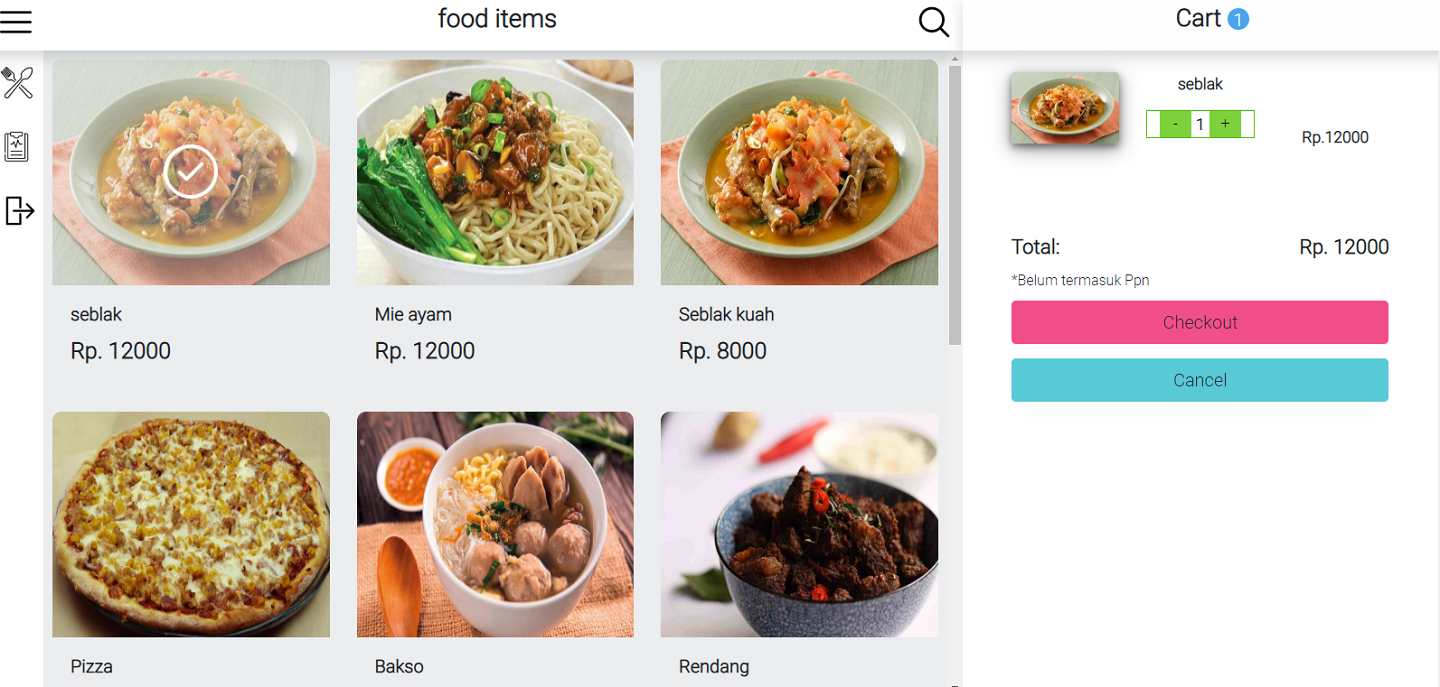 food items
seblak
Rp. 12000
Mie ayam
Rp. 12000
Seblak kuah
Rp. 8000
Pizza
Bakso
Rendang
Cart 1
seblak
- 1 +
Rp.12000
Total: Rp. 12000
*Belum termasuk Ppn
Checkout
Cancel